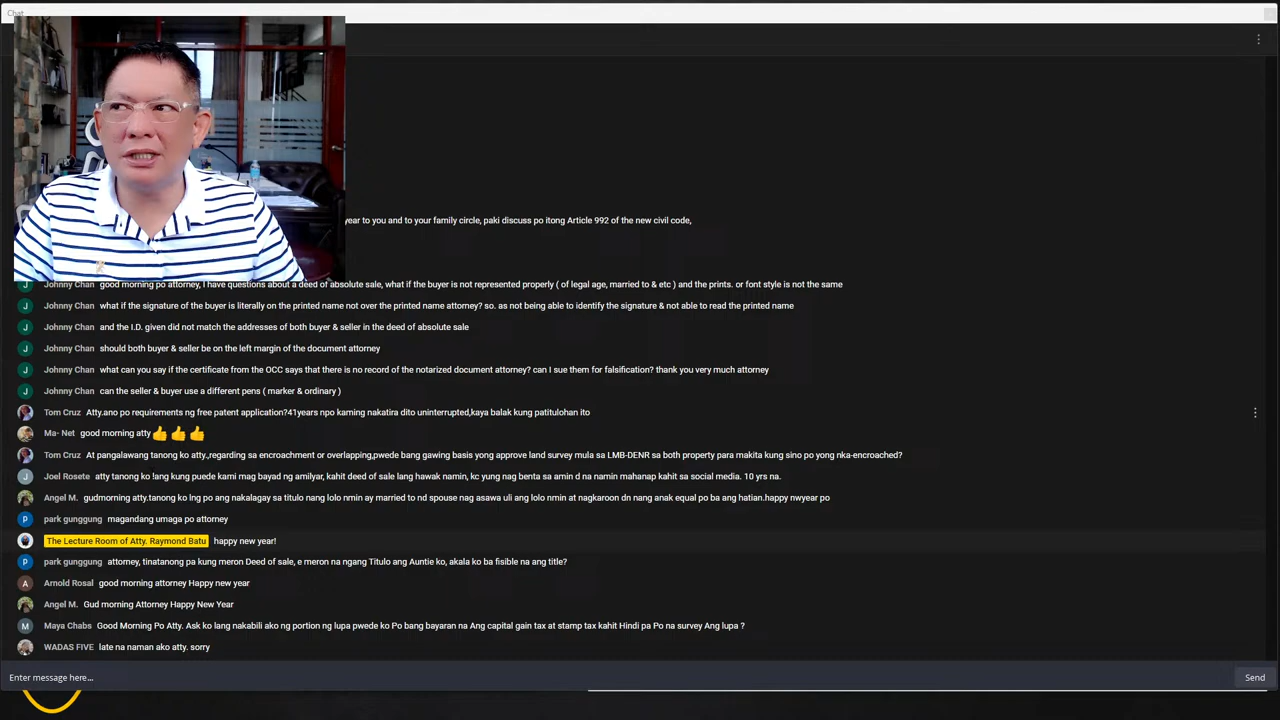 Chat
year to you and to your family circle, paki discuss po itong Article 992 of the new civil code,
J Johnny Chan good morning po attorney, I have questions about a deed of absolute sale, what if the buyer is not represented properly ( of legal age, married to & etc ) and the prints. or font style is not the same
J Johnny Chan what if the signature of the buyer is literally on the printed name not over the printed name attorney? so. as not being able to identify the signature & not able to read the printed name
J Johnny Chan and the I.D. given did not match the addresses of both buyer & seller in the deed of absolute sale
J Johnny Chan should both buyer & seller be on the left margin of the document attorney
J Johnny Chan what can you say if the certificate from the OCC says that there is no record of the notarized document attorney? can I sue them for falsification? thank you very much attorney
J Johnny Chan can the seller & buyer use a different pens ( marker & ordinary )
Tom Cruz Atty.ano po requirements ng free patent application?41years npo kaming nakatira dito uninterrupted,kaya balak kung patitulohan ito
Ma- Net good morning atty👍👍👍
Tom Cruz At pangalawang tanong ko atty.,regarding sa encroachment or overlapping,pwede bang gawing basis yong approve land survey mula sa LMB-DENR sa both property para makita kung sino po yong nka-encroached?
Joel Rosete atty tanong ko !ang kung puede kami mag bayad ng amilyar, kahit deed of sale lang hawak namin, kc yung nag benta sa amin d na namin mahanap kahit sa social media. 10 yrs na.
Angel M. gudmorning atty.tanong ko lng po ang nakalagay sa titulo nang lolo nmin ay married to nd spouse nag asawa uli ang lolo nmin at nagkaroon dn nang anak equal po ba ang hatian.happy nwyear po
P park gunggung magandang umaga po attorney
The Lecture Room of Atty. Raymond Batu happy new year!
P park gunggung attorney, tinatanong pa kung meron Deed of sale, e meron na ngang Titulo ang Auntie ko, akala ko ba fisible na ang title?
A Arnold Rosal good morning attorney Happy new year
Angel M. Gud morning Attorney Happy New Year
M Maya Chabs Good Morning Po Atty. Ask ko lang nakabili ako ng portion ng lupa pwede ko Po bang bayaran na Ang capital gain tax at stamp tax kahit Hindi pa Po na survey Ang lupa ?
WADAS FIVE late na naman ako atty. sorry
Enter message here... Send